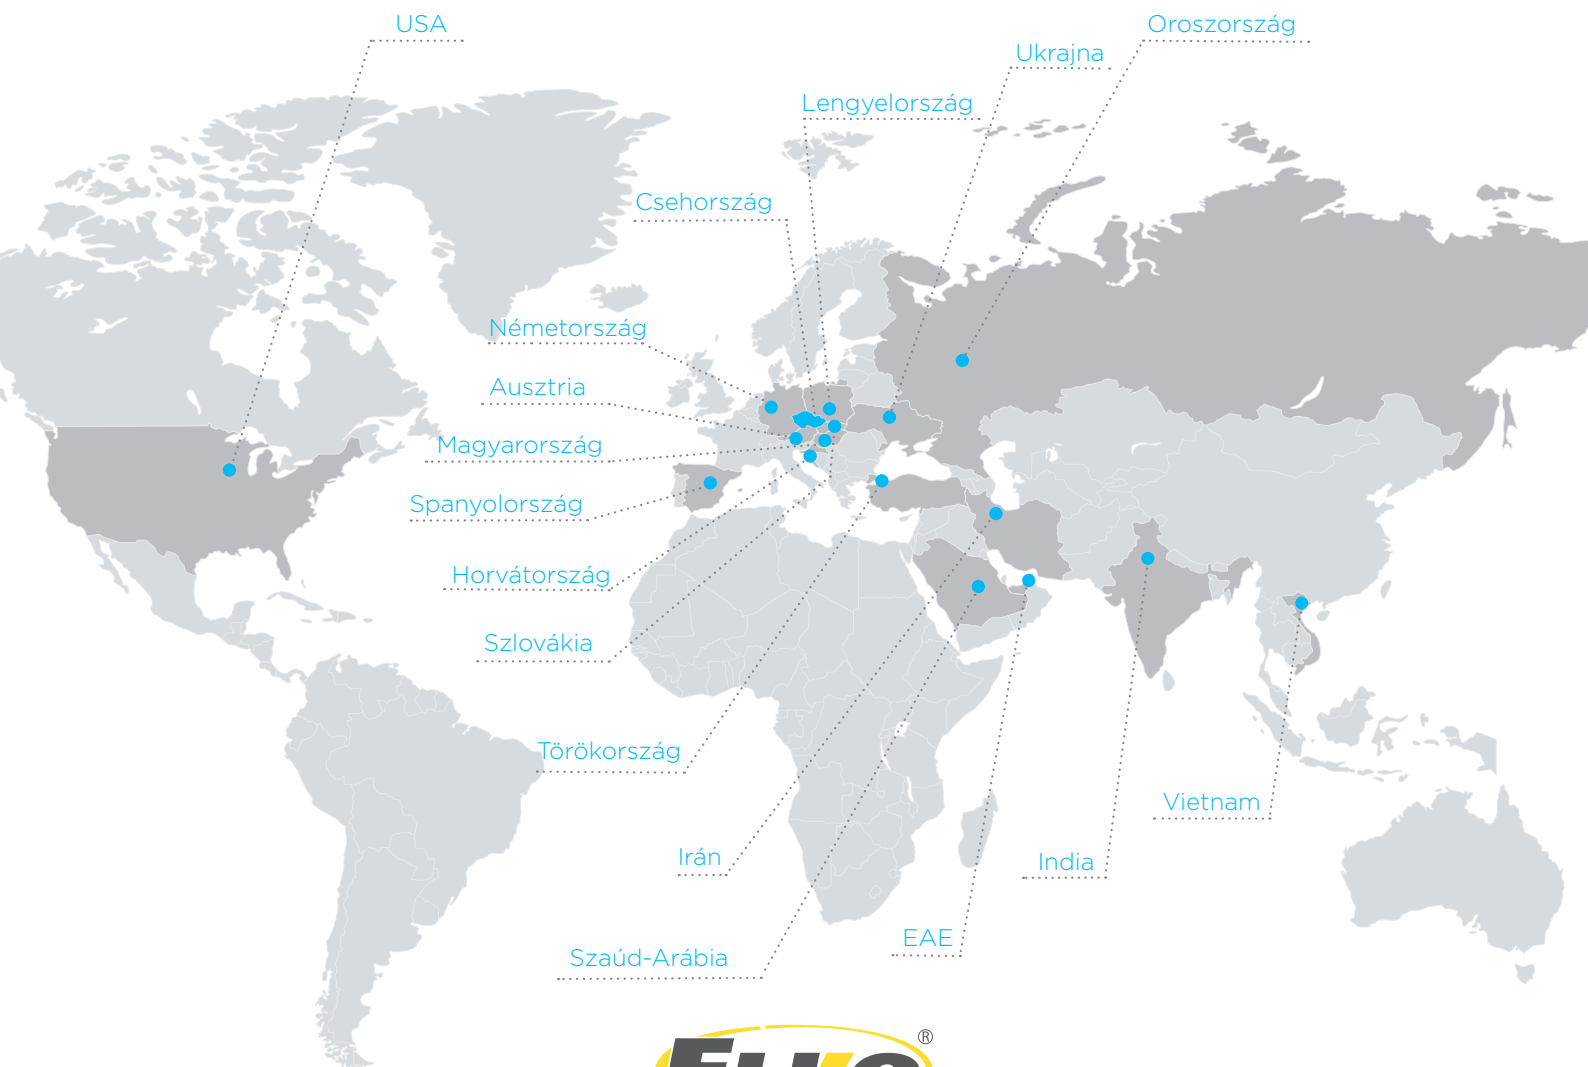 USA
Oroszország
Ukrajna
Lengyelország
Csehország
Németország
Ausztria
Magyarország
Spanyolország
Horvátország
Szlovákia
Törökország
Vietnam
Irán
India
EAE
Szaúd-Arábia
®